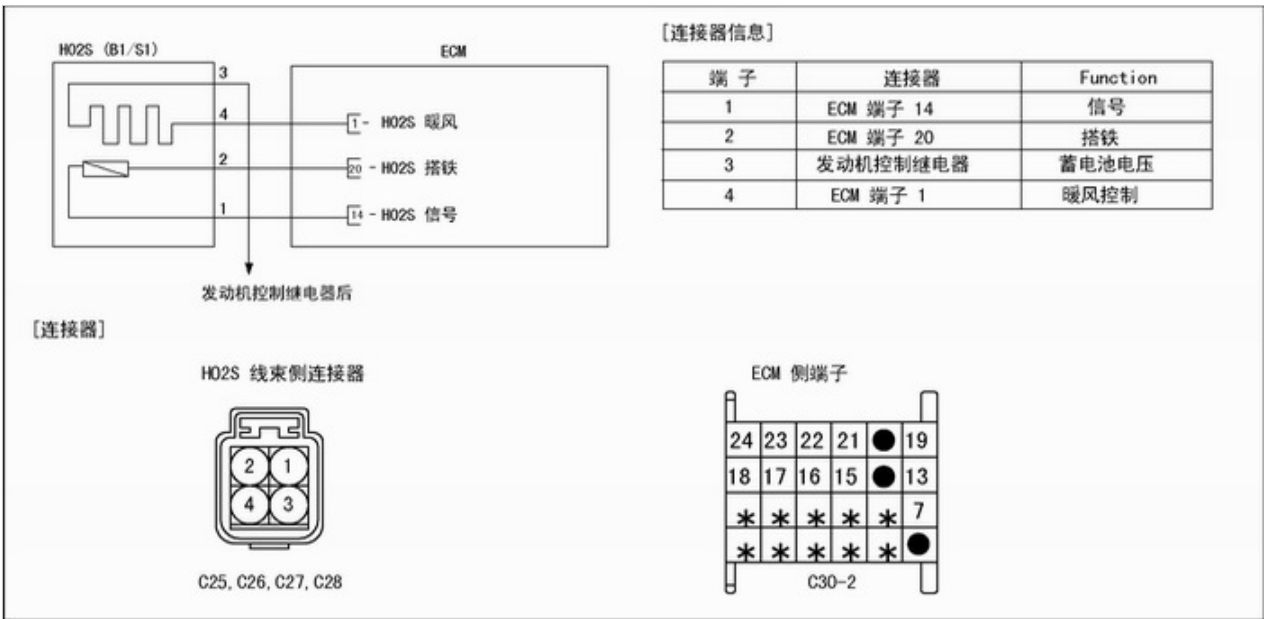 HO2S (B1/S1)
ECM
3
4
2
1
1 - HO2S 暖风
20 - HO2S 搭铁
14 - HO2S 信号
发动机控制继电器后
[连接器信息]
端 子 连接器 Function
1 ECM 端子 14 信号
2 ECM 端子 20 搭铁
3 发动机控制继电器 蓄电池电压
4 ECM 端子 1 暖风控制
[连接器]
HO2S 线束侧连接器
2 1
4 3
C25, C26, C27, C28
ECM 侧端子
24 23 22 21 ● 19
18 17 16 15 ● 13
* * * * * 7
* * * * * ●
C30-2